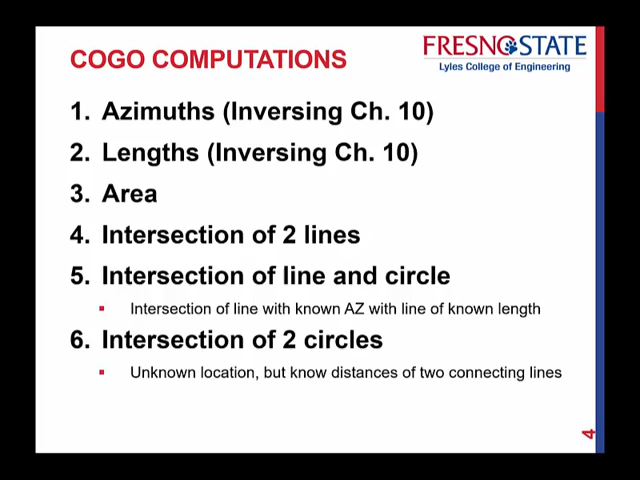 COGO COMPUTATIONS
FRESNO STATE
Lyles College of Engineering
1. Azimuths (Inversing Ch. 10)
2. Lengths (Inversing Ch. 10)
3. Area
4. Intersection of 2 lines
5. Intersection of line and circle
▪ Intersection of line with known AZ with line of known length
6. Intersection of 2 circles
▪ Unknown location, but know distances of two connecting lines
4